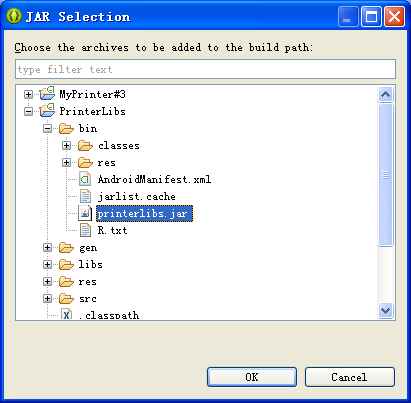 JAR Selection
Choose the archives to be added to the build path:
type filter text
MyPrinter#3
PrinterLibs
bin
classes
res
AndroidManifest.xml
jarlist.cache
printerlibs.jar
R.txt
gen
libs
res
src
.classpath
OK
Cancel